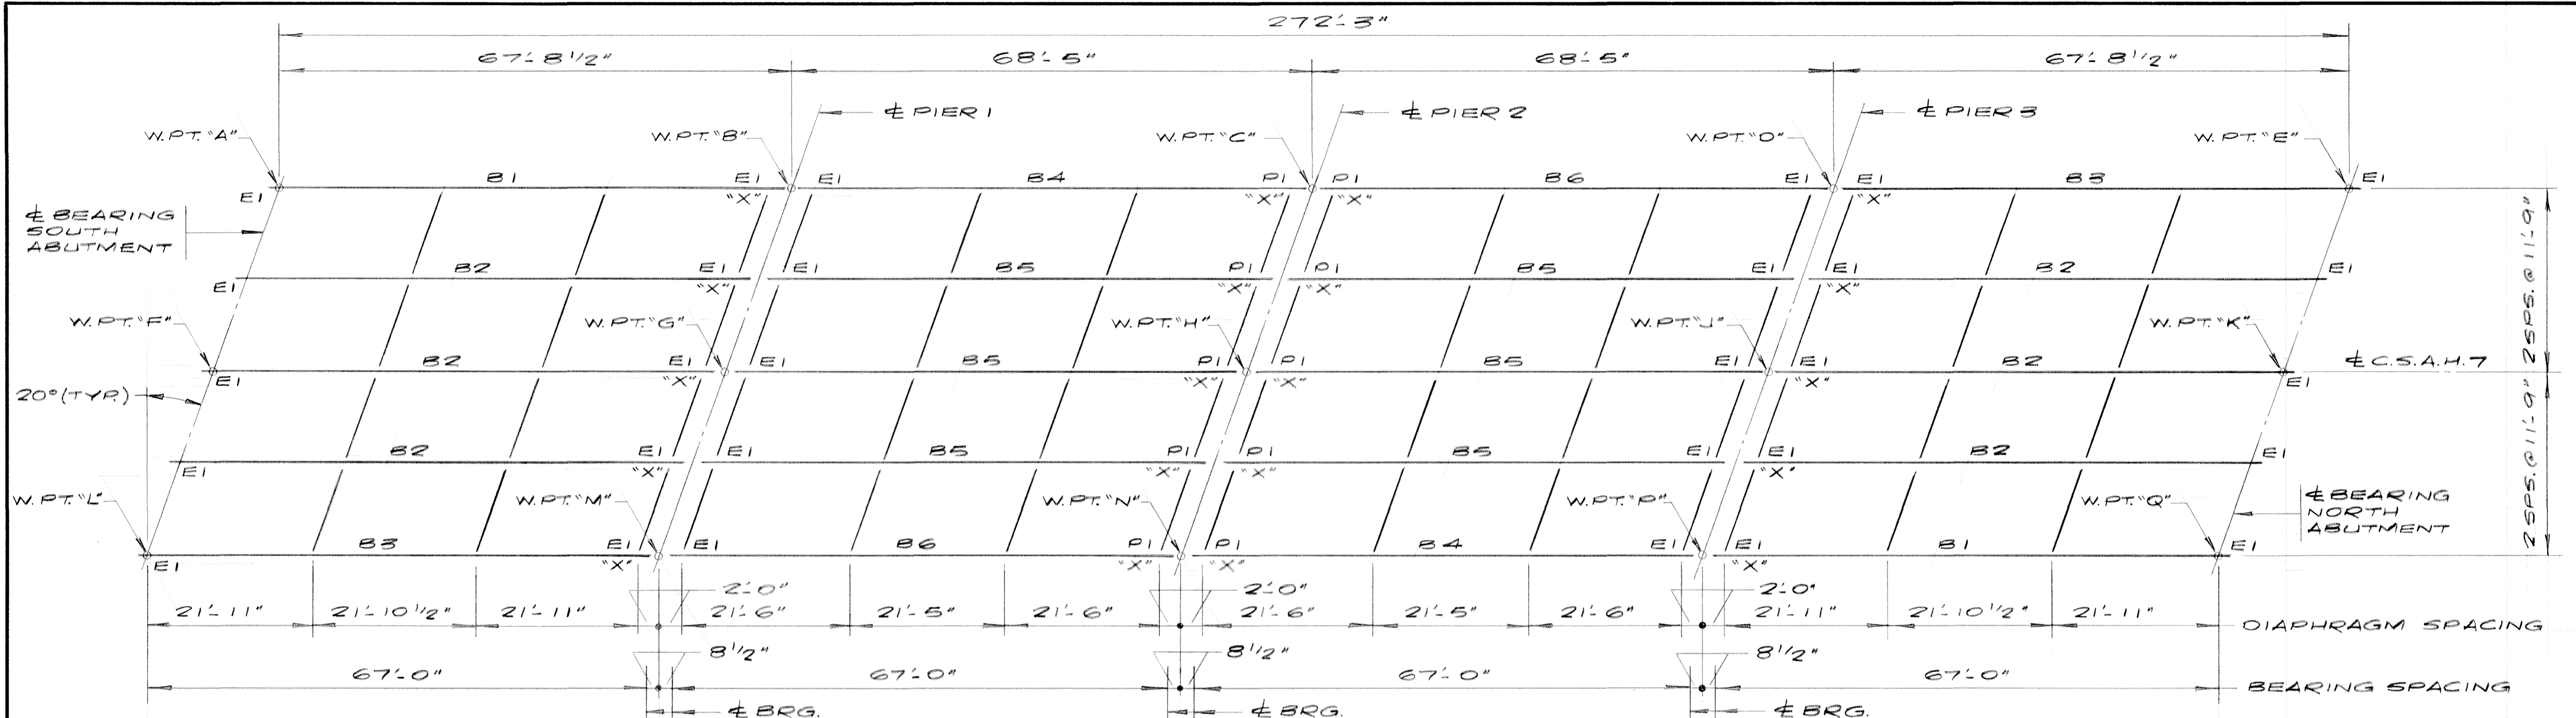 272'-3"
67'-8 1/2" 68'-5" 68'-5" 67'-8 1/2"
℄ PIER 1 ℄ PIER 2 ℄ PIER 3
W.PT."A" W.PT."B" W.PT."C" W.PT."D" W.PT."E"
E1 B1 E1 E1 B4 P1 P1 B6 E1 E1 B3 E1
"X" "X" "X" "X"
℄ BEARING
SOUTH
ABUTMENT
E1 B2 E1 E1 B5 P1 P1 B5 E1 E1 B2 E1
"X" "X" "X" "X"
W.PT."F" W.PT."G" W.PT."H" W.PT."J" W.PT."K"
E1 B2 E1 E1 B5 P1 P1 B5 E1 E1 B2 E1
"X" "X" "X" "X"
℄ C.S.A.H. 7
2 SPS. @ 11'-9" 2 SPS. @ 11'-9"
20° (TYP.)
E1 B2 E1 E1 B5 P1 P1 B5 E1 E1 B2 E1
"X" "X" "X" "X"
W.PT."L" W.PT."M" W.PT."N" W.PT."P" W.PT."Q"
℄ BEARING
NORTH
ABUTMENT
E1 B3 E1 E1 B6 P1 P1 B4 E1 E1 B1 E1
"X" "X" "X" "X"
2'-0" 2'-0" 2'-0"
21'-11" 21'-10 1/2" 21'-11" 21'-6" 21'-5" 21'-6" 21'-6" 21'-5" 21'-6" 21'-11" 21'-10 1/2" 21'-11" DIAPHRAGM SPACING
8 1/2" 8 1/2" 8 1/2"
67'-0" 67'-0" 67'-0" 67'-0" BEARING SPACING
℄ BRG. ℄ BRG. ℄ BRG.